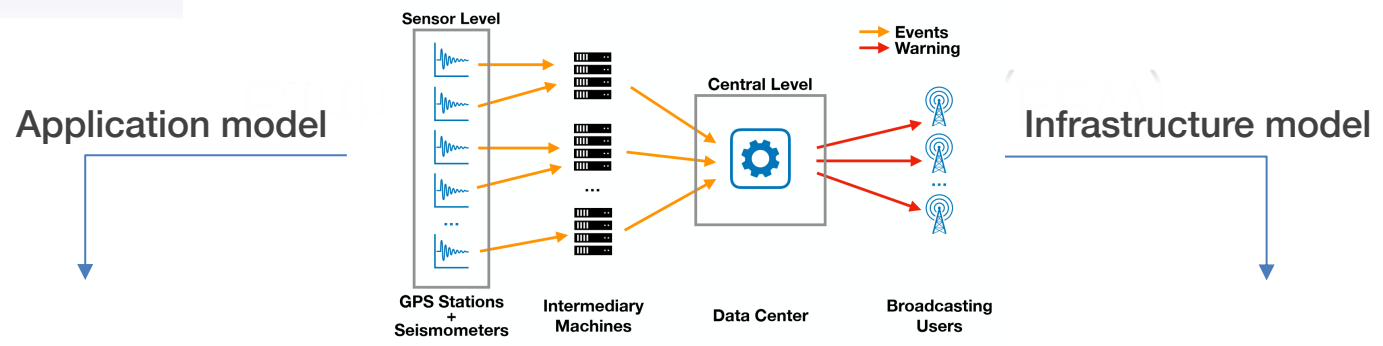 Sensor Level
Events
Warning
Central Level
Application model
Infrastructure model
...
...
...
GPS Stations
+
Seismometers
Intermediary
Machines
Data Center
Broadcasting
Users